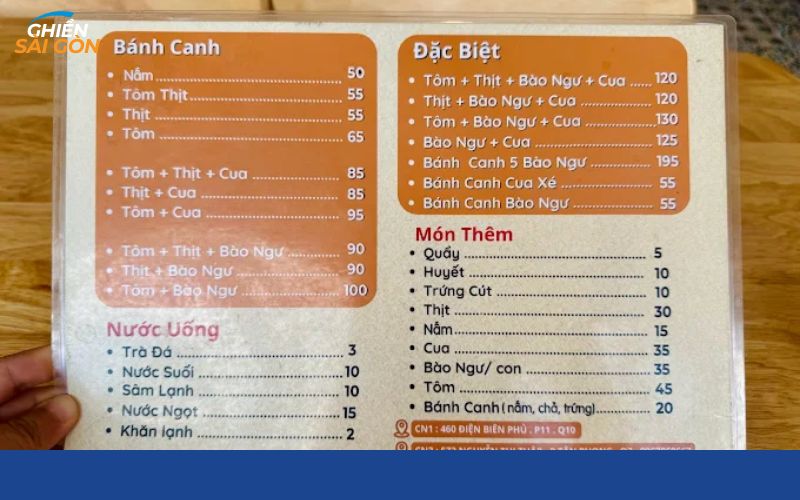 GHIỀN
SÀI GÒN
Bánh Canh
• Nấm 50
• Tôm Thịt 55
• Thịt 55
• Tôm 65
• Tôm + Thịt + Cua 85
• Thịt + Cua 85
• Tôm + Cua 95
• Tôm + Thịt + Bào Ngư 90
• Thịt + Bào Ngư 90
• Tôm + Bào Ngư 100
Nước Uống
• Trà Đá 3
• Nước Suối 10
• Sâm Lạnh 10
• Nước Ngọt 15
• Khăn lạnh 2
Đặc Biệt
• Tôm + Thịt + Bào Ngư + Cua 120
• Thịt + Bào Ngư + Cua 120
• Tôm + Bào Ngư + Cua 130
• Bào Ngư + Cua 125
• Bánh Canh 5 Bào Ngư 195
• Bánh Canh Cua Xé 55
• Bánh Canh Bào Ngư 55
Món Thêm
• Quẩy 5
• Huyết 10
• Trứng Cút 10
• Thịt 30
• Nấm 15
• Cua 35
• Bào Ngư/ con 35
• Tôm 45
• Bánh Canh ( nấm, chả, trứng) 20
CN1 : 460 ĐIỆN BIÊN PHỦ . P11 . Q10